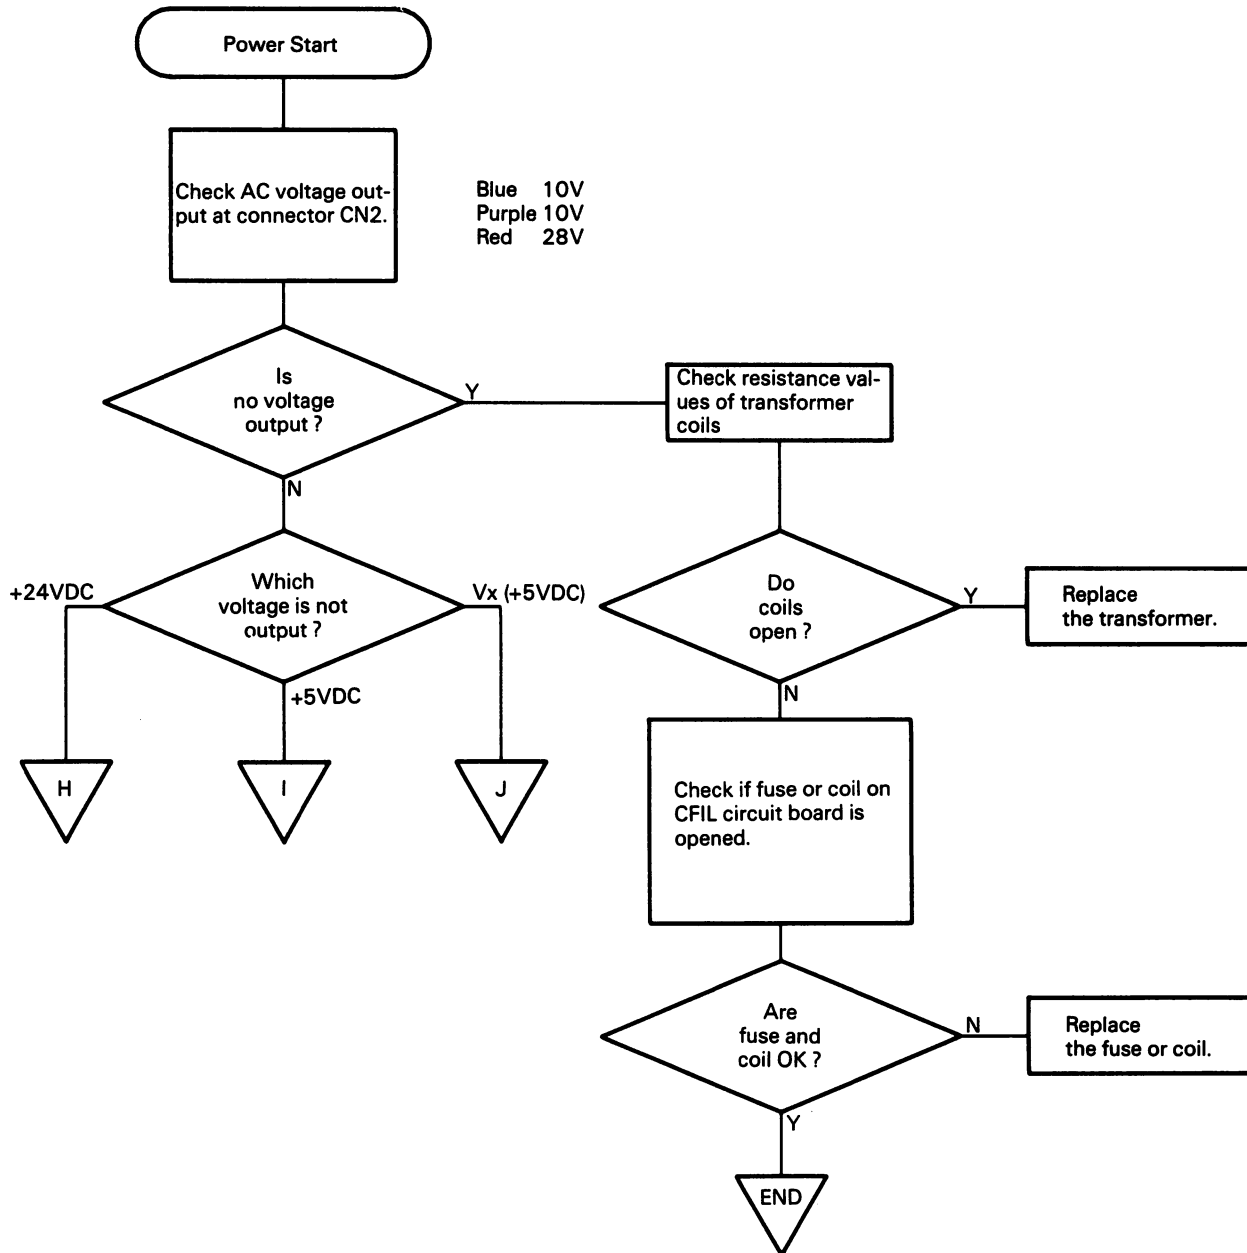 Power Start
Check AC voltage out-
put at connector CN2.
Blue 10V
Purple 10V
Red 28V
Is
no voltage
output ?
Y
N
Check resistance val-
ues of transformer
coils
Which
voltage is not
output ?
+24VDC
+5VDC
Vx (+5VDC)
H
I
J
Do
coils
open ?
Y
N
Replace
the transformer.
Check if fuse or coil on
CFIL circuit board is
opened.
Are
fuse and
coil OK ?
N
Y
Replace
the fuse or coil.
END